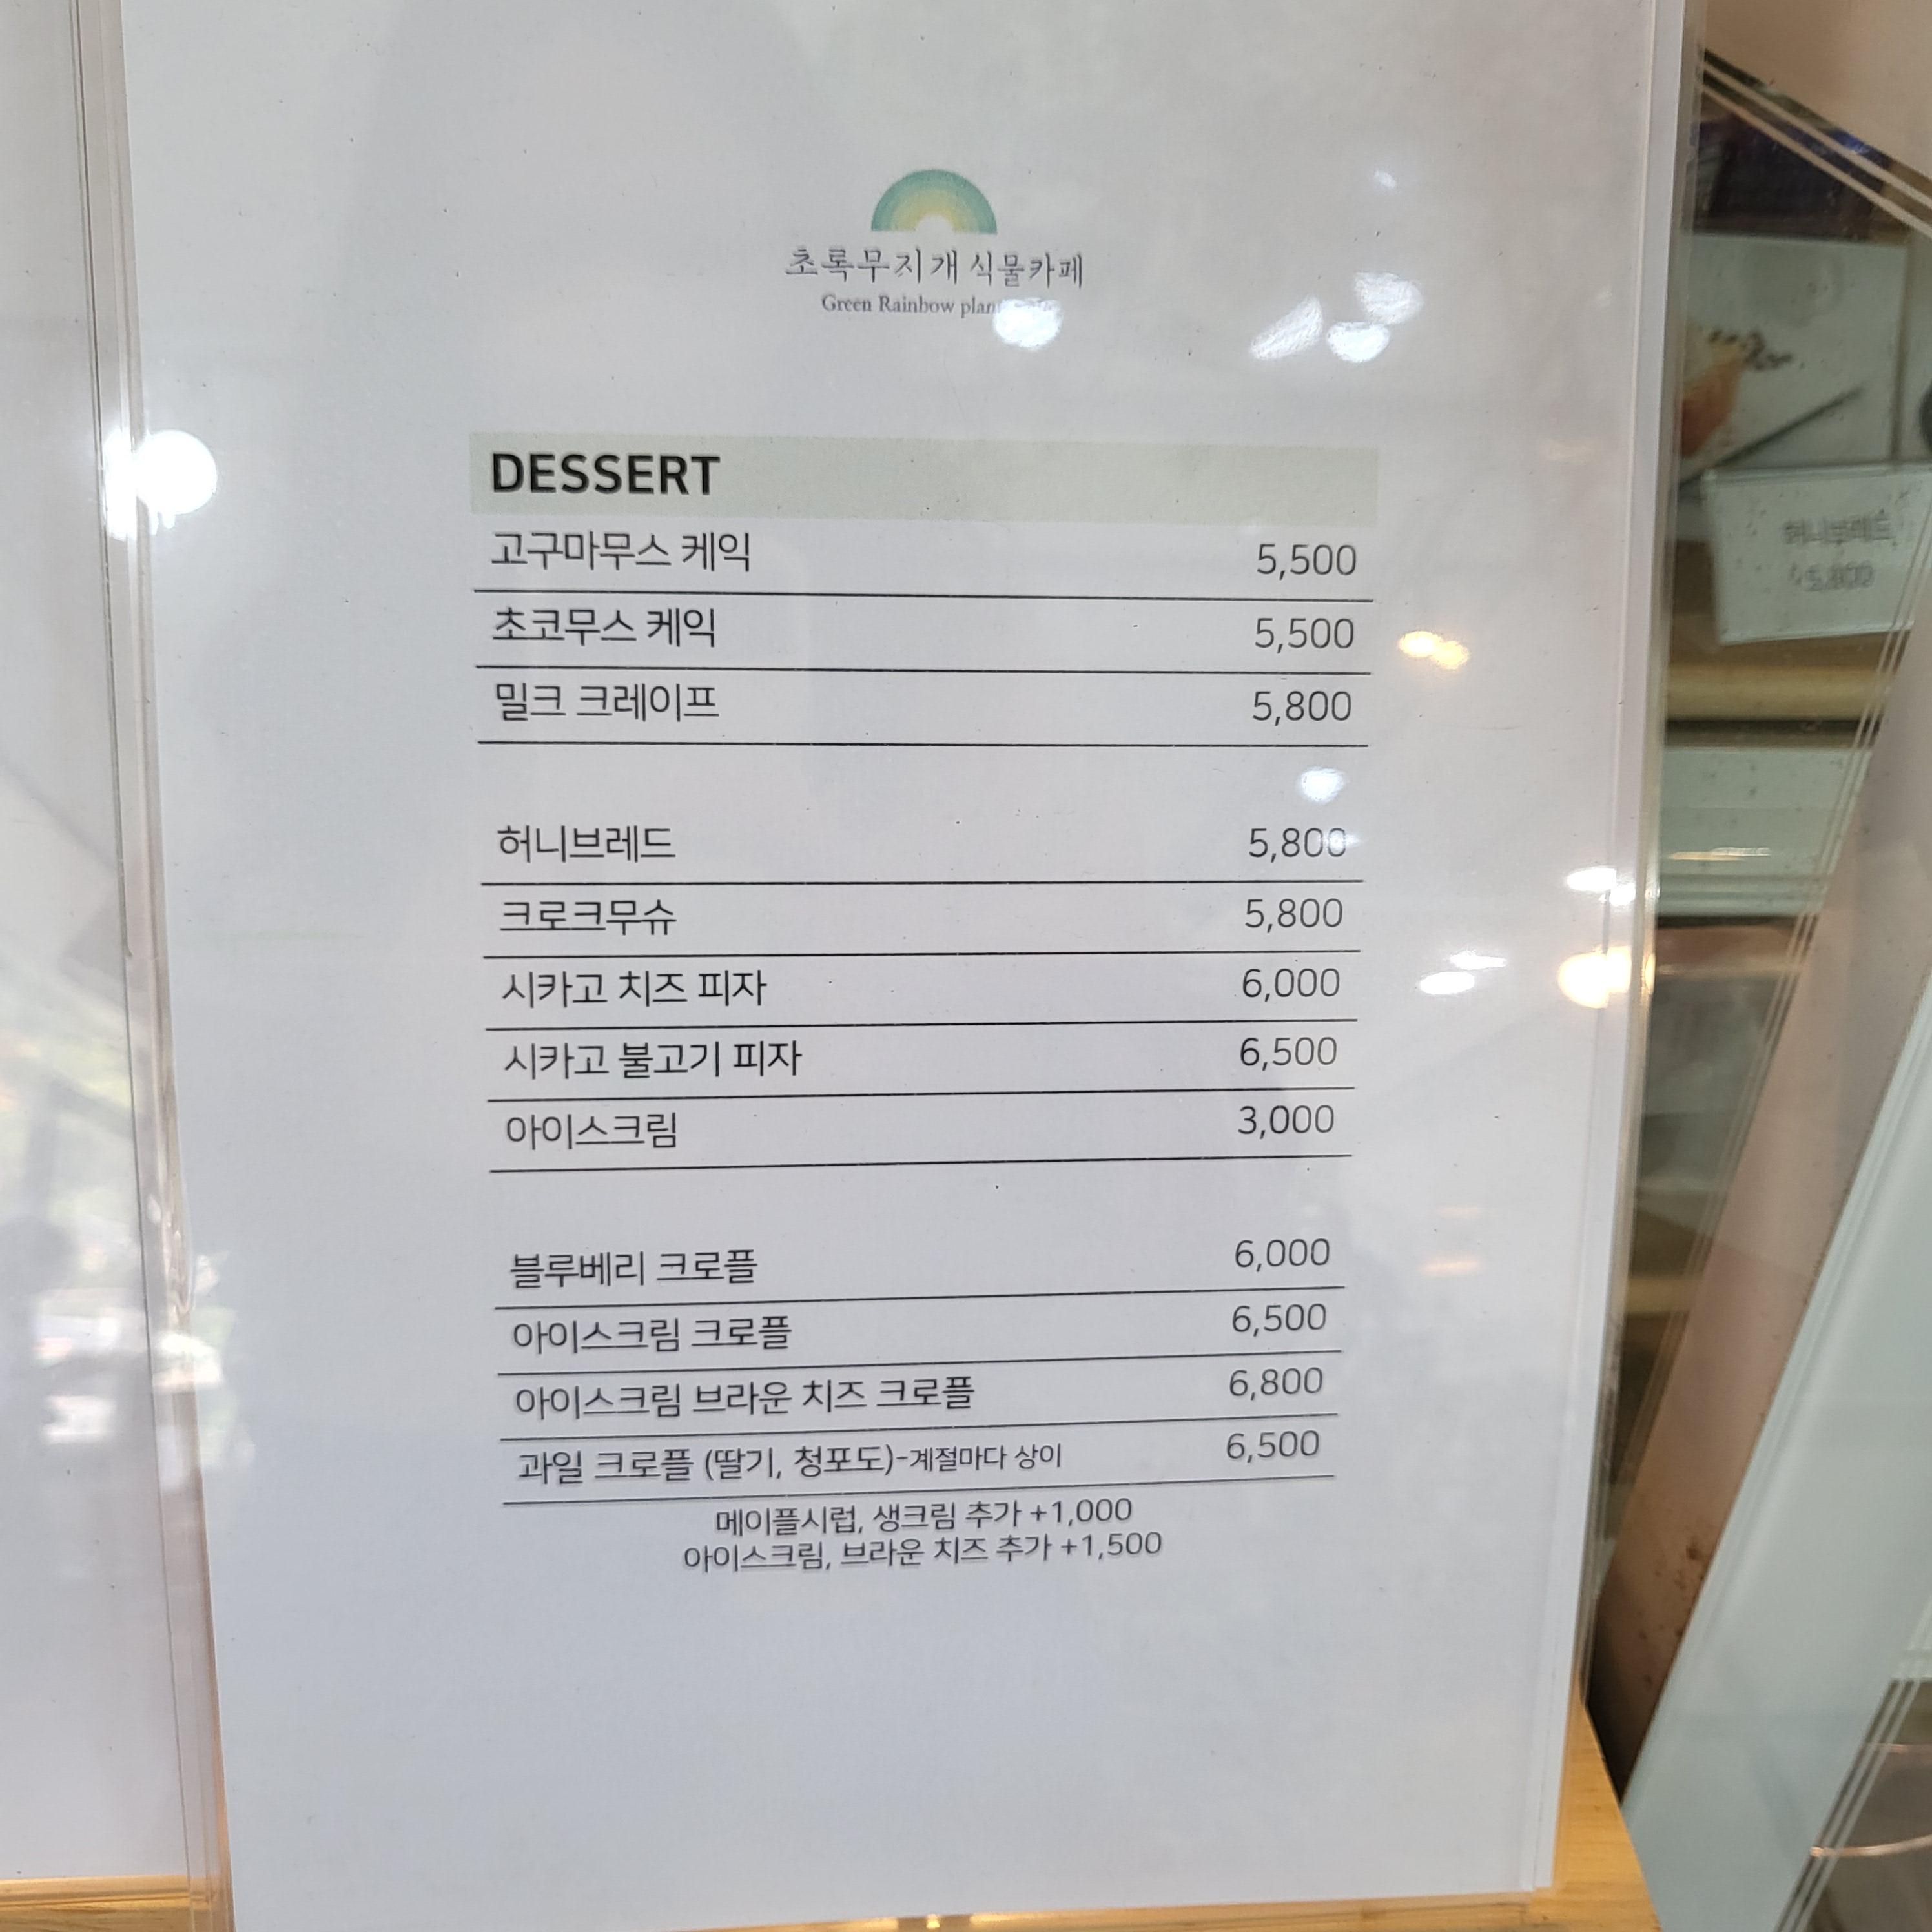 초록무지개 식물카페
Green Rainbow
DESSERT
고구마무스 케익 5,500
초코무스 케익 5,500
밀크 크레이프 5,800
허니브레드 5,800
크로크무슈 5,800
시카고 치즈 피자 6,000
시카고 불고기 피자 6,500
아이스크림 3,000
블루베리 크로플 6,000
아이스크림 크로플 6,500
아이스크림 브라운 치즈 크로플 6,800
과일 크로플 (딸기, 청포도)-계절마다 상이 6,500
메이플시럽, 생크림 추가 +1,000
아이스크림, 브라운 치즈 추가 +1,500
허니브레드